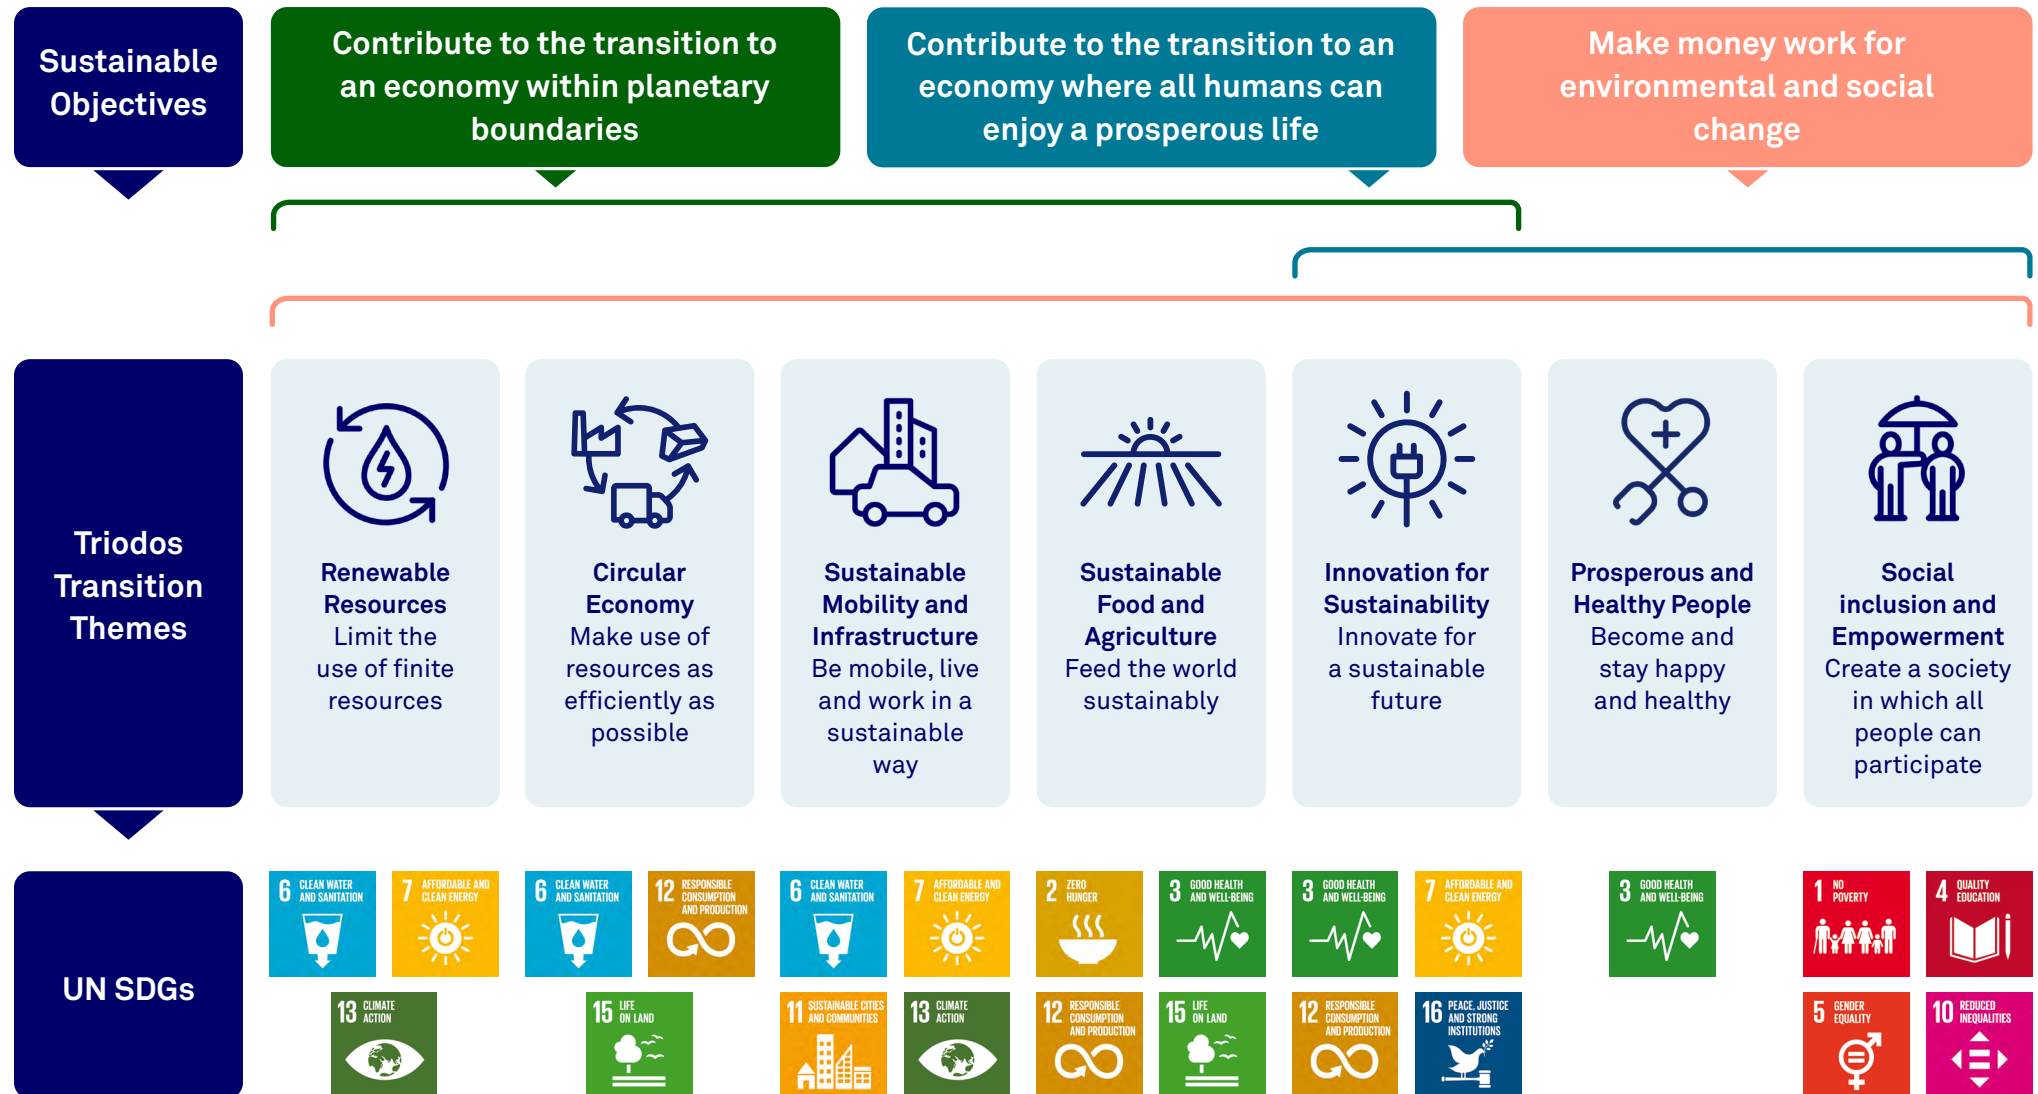 Sustainable
Objectives
Contribute to the transition to
an economy within planetary
boundaries
Contribute to the transition to an
economy where all humans can
enjoy a prosperous life
Make money work for
environmental and social
change
Triodos
Transition
Themes
Renewable
Resources
Limit the
use of finite
resources
Circular
Economy
Make use of
resources as
efficiently as
possible
Sustainable
Mobility and
Infrastructure
Be mobile, live
and work in a
sustainable
way
Sustainable
Food and
Agriculture
Feed the world
sustainably
Innovation for
Sustainability
Innovate for
a sustainable
future
Prosperous and
Healthy People
Become and
stay happy
and healthy
Social
inclusion and
Empowerment
Create a society
in which all
people can
participate
UN SDGs
6 CLEAN WATER
AND SANITATION
7 AFFORDABLE AND
CLEAN ENERGY
13 CLIMATE
ACTION
6 CLEAN WATER
AND SANITATION
12 RESPONSIBLE
CONSUMPTION
AND PRODUCTION
15 LIFE
ON LAND
6 CLEAN WATER
AND SANITATION
7 AFFORDABLE AND
CLEAN ENERGY
11 SUSTAINABLE CITIES
AND COMMUNITIES
13 CLIMATE
ACTION
2 ZERO
HUNGER
3 GOOD HEALTH
AND WELL-BEING
12 RESPONSIBLE
CONSUMPTION
AND PRODUCTION
15 LIFE
ON LAND
3 GOOD HEALTH
AND WELL-BEING
7 AFFORDABLE AND
CLEAN ENERGY
12 RESPONSIBLE
CONSUMPTION
AND PRODUCTION
16 PEACE, JUSTICE
AND STRONG
INSTITUTIONS
3 GOOD HEALTH
AND WELL-BEING
1 NO
POVERTY
4 QUALITY
EDUCATION
5 GENDER
EQUALITY
10 REDUCED
INEQUALITIES